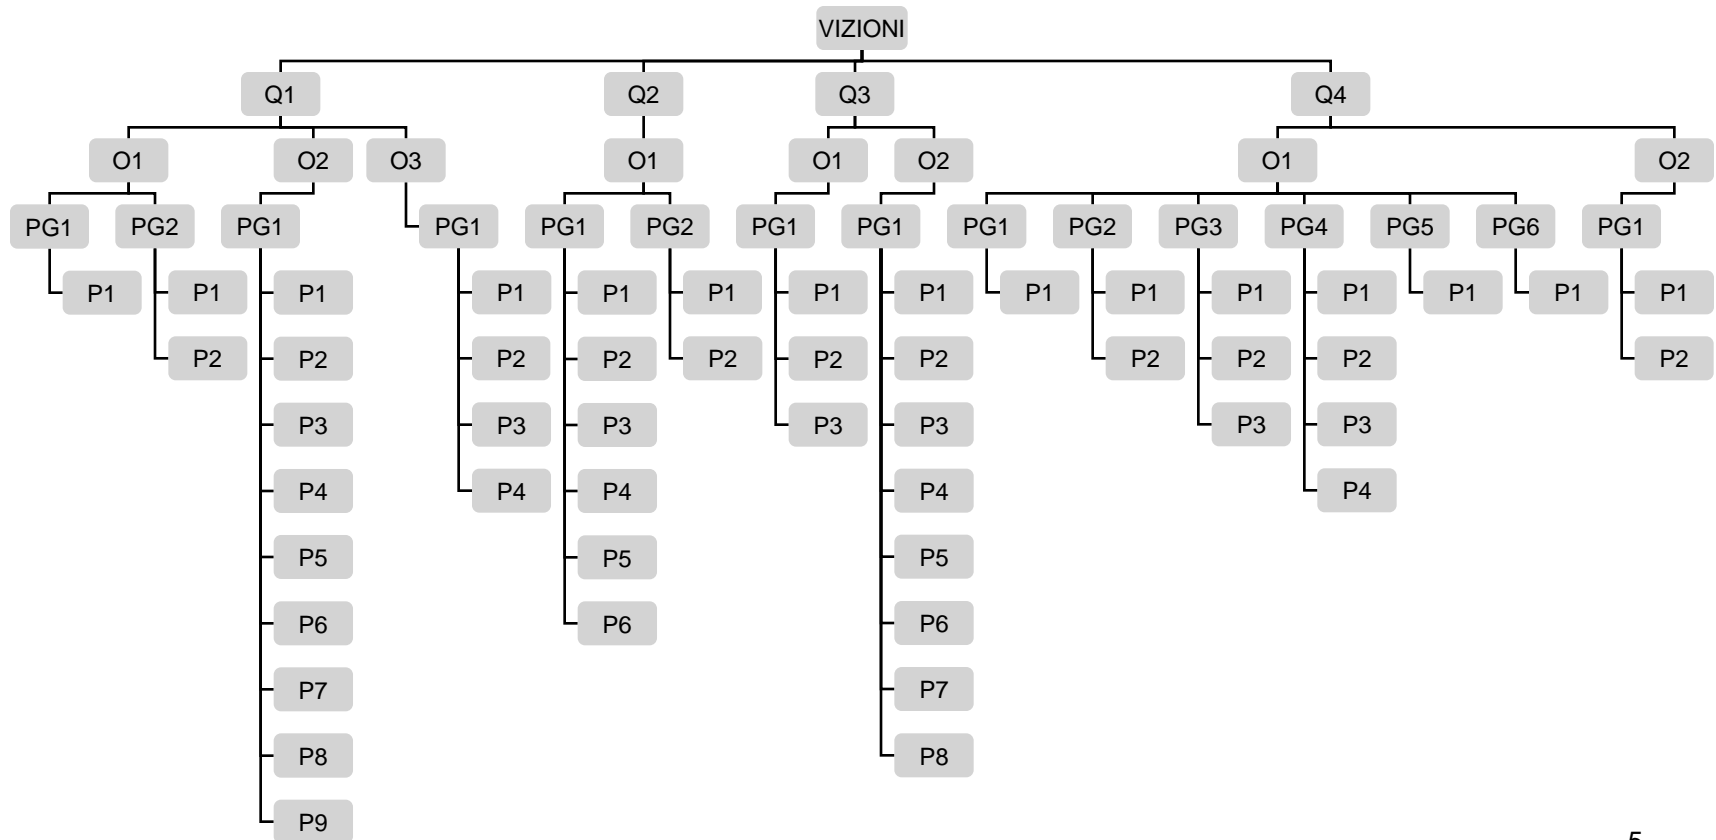 VIZIONI
Q1 Q2 Q3 Q4
O1 O2 O3 O1 O1 O2 O1 O2
PG1 PG2 PG1 PG1 PG1 PG2 PG1 PG1 PG1 PG2 PG3 PG4 PG5 PG6 PG1
P1 P1 P1 P1 P1 P1 P1 P1 P1 P1 P1 P1 P1 P1 P1
P2 P2 P2 P2 P2 P2 P2 P2 P2 P2 P2
P3 P3 P3 P3 P3 P3 P3
P4 P4 P4 P4 P4
P5 P5 P5
P6 P6 P6
P7 P7
P8 P8
P9